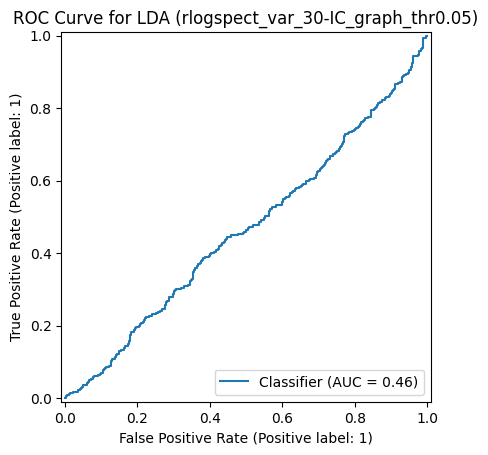 ROC Curve for LDA (rlogspect_var_30-IC_graph_thr0.05)
1.0
0.8
0.6
0.4
0.2
0.0
True Positive Rate (Positive label: 1)
Classifier (AUC = 0.46)
0.0 0.2 0.4 0.6 0.8 1.0
False Positive Rate (Positive label: 1)